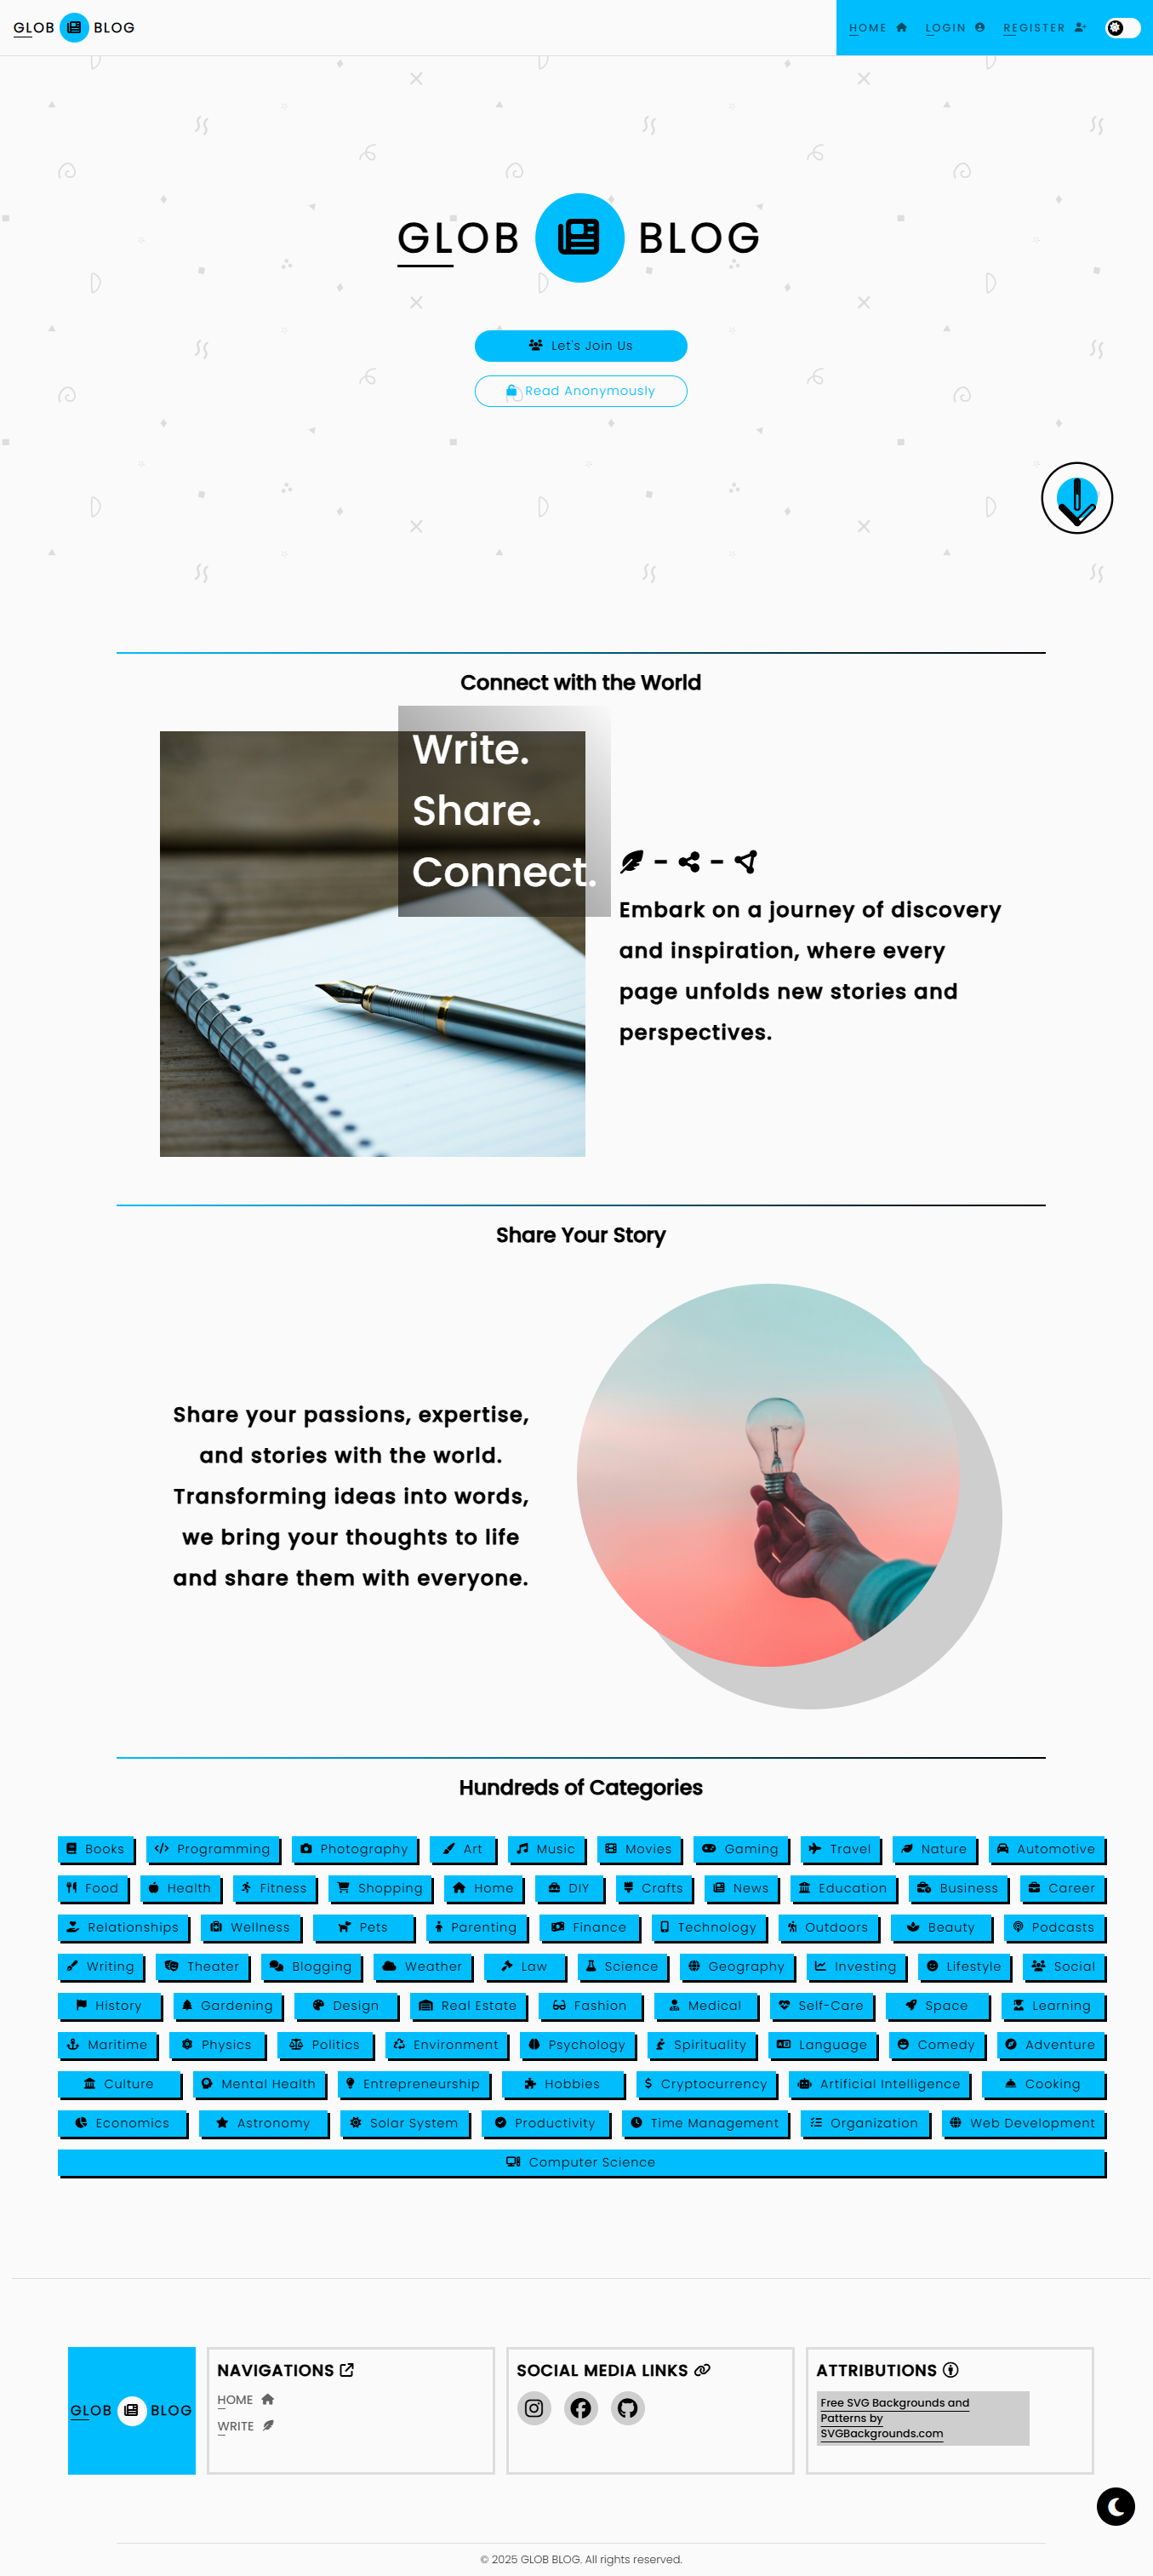 GLOB BLOG
HOME LOGIN REGISTER
GLOB BLOG
Let's Join Us
Read Anonymously
Connect with the World
Write.
Share.
Connect.
Embark on a journey of discovery
and inspiration, where every
page unfolds new stories and
perspectives.
Share Your Story
Share your passions, expertise,
and stories with the world.
Transforming ideas into words,
we bring your thoughts to life
and share them with everyone.
Hundreds of Categories
Books Programming Photography Art Music Movies Gaming Travel Nature Automotive
Food Health Fitness Shopping Home DIY Crafts News Education Business Career
Relationships Wellness Pets Parenting Finance Technology Outdoors Beauty Podcasts
Writing Theater Blogging Weather Law Science Geography Investing Lifestyle Social
History Gardening Design Real Estate Fashion Medical Self-Care Space Learning
Maritime Physics Politics Environment Psychology Spirituality Language Comedy Adventure
Culture Mental Health Entrepreneurship Hobbies Cryptocurrency Artificial Intelligence Cooking
Economics Astronomy Solar System Productivity Time Management Organization Web Development
Computer Science
GLOB BLOG
NAVIGATIONS
HOME
WRITE
SOCIAL MEDIA LINKS
ATTRIBUTIONS
Free SVG Backgrounds and
Patterns by
SVGBackgrounds.com
© 2025 GLOB BLOG. All rights reserved.